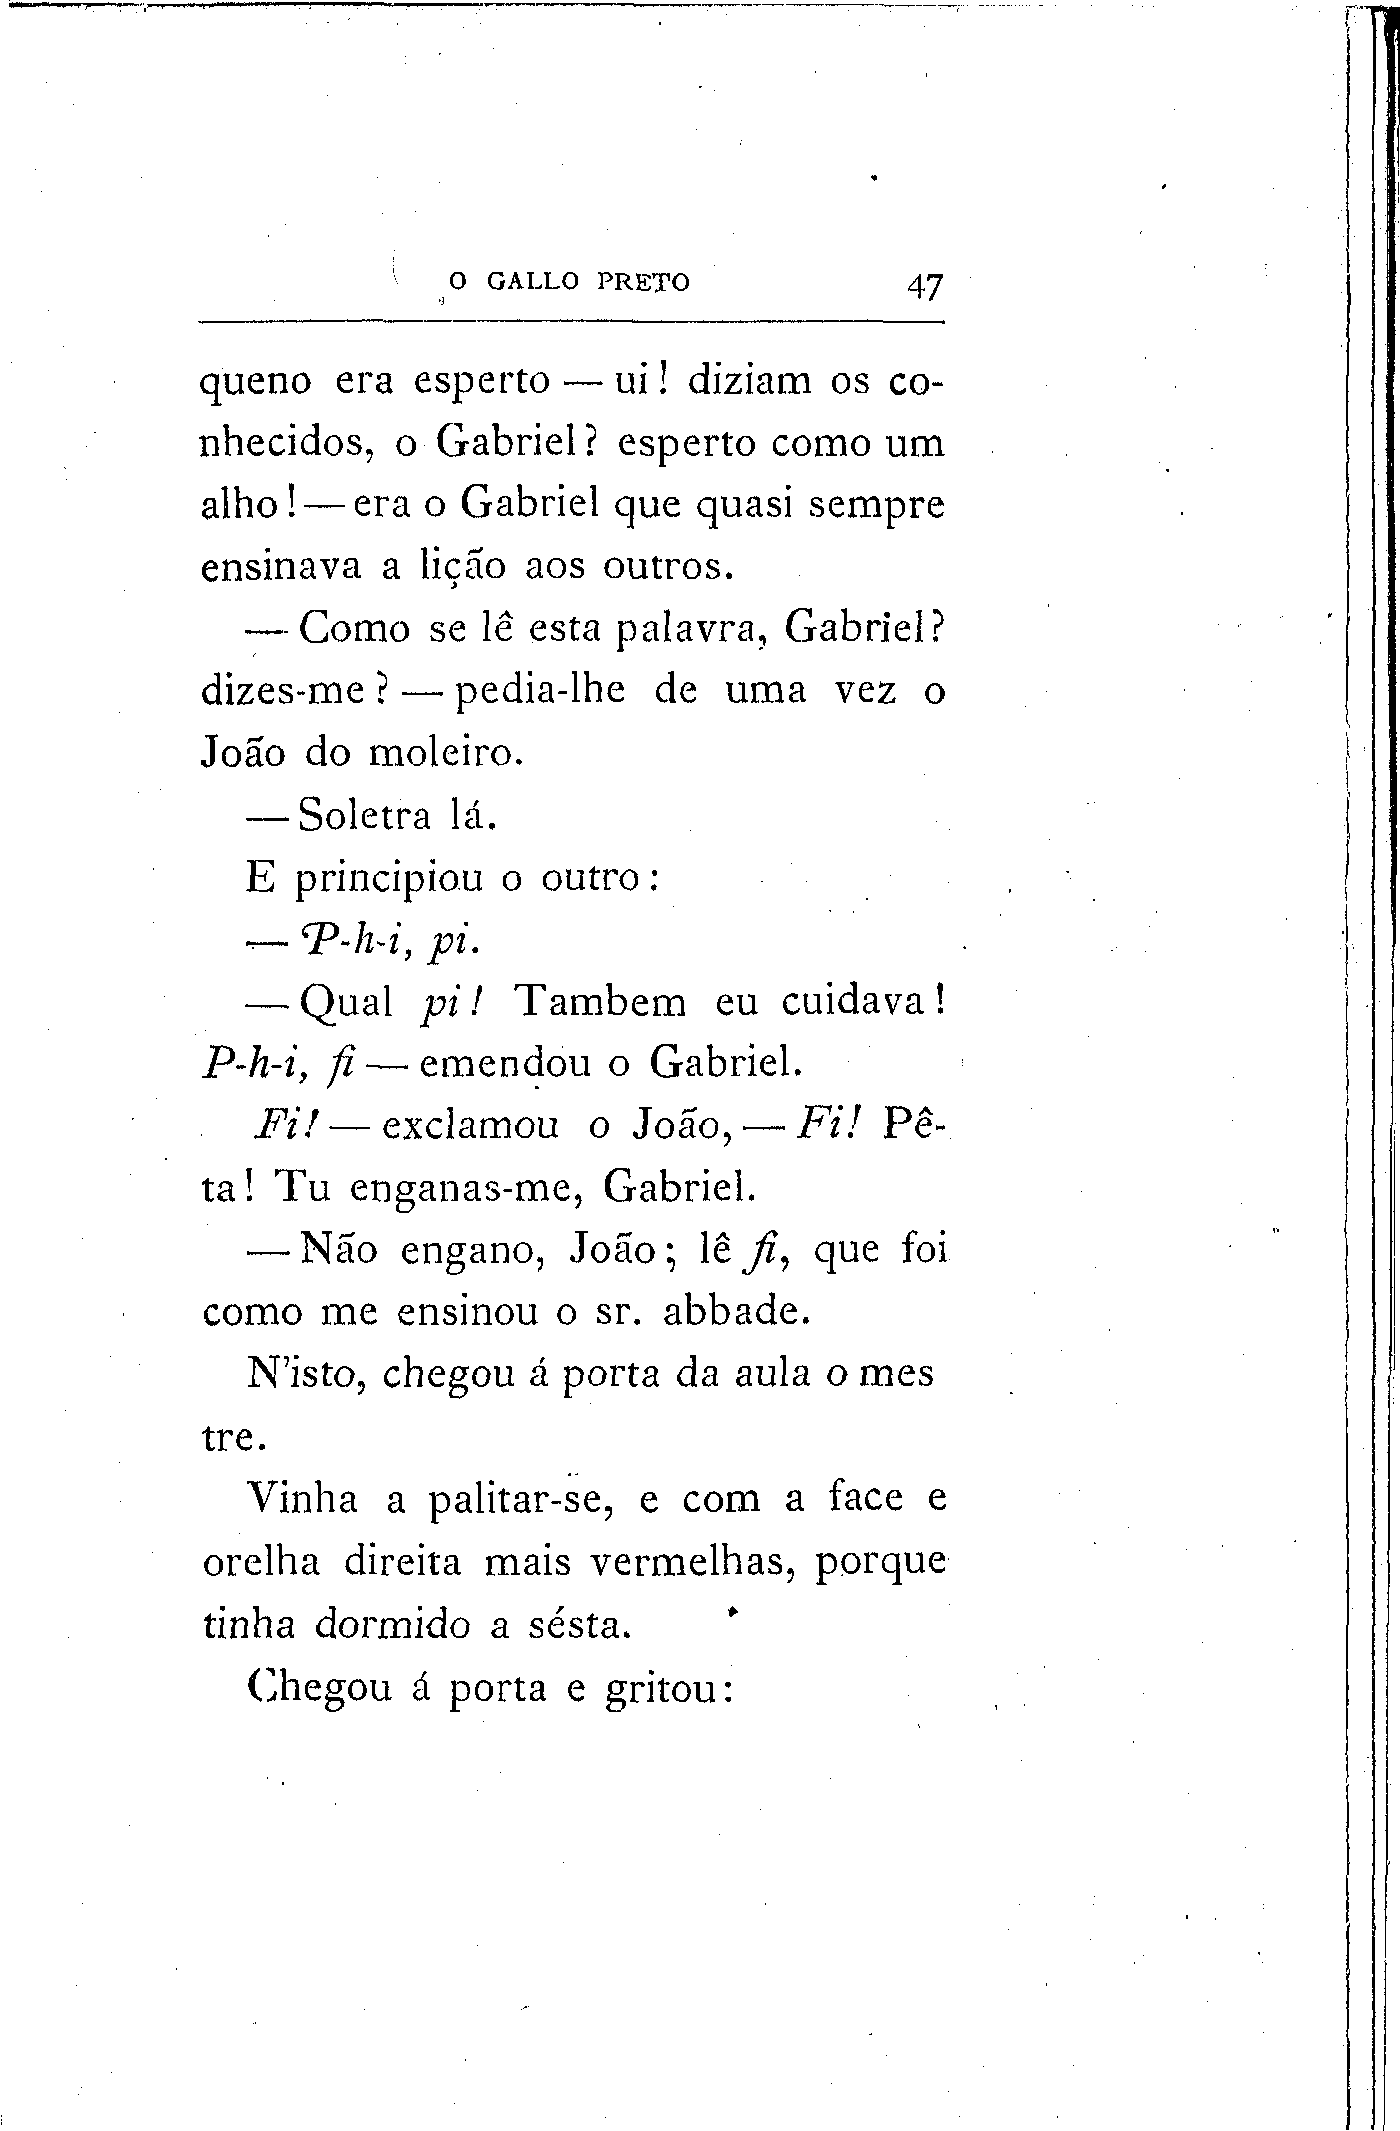 O GALLO PRETO 47
queno era esperto — ui! diziam os co-
nhecidos, o Gabriel? esperto como um
alho! — era o Gabriel que quasi sempre
ensinava a lição aos outros.
— Como se lê esta palavra, Gabriel?
dizes-me? — pedia-lhe de uma vez o
João do moleiro.
— Soletra lá.
E principiou o outro:
— P-h-i, pi.
— Qual pi! Tambem eu cuidava!
P-h-i, fi — emendou o Gabriel.
Fi! — exclamou o João, — Fi! Pê-
ta! Tu enganas-me, Gabriel.
— Não engano, João; lê fi, que foi
como me ensinou o sr. abbade.
N'isto, chegou á porta da aula o mes
tre.
Vinha a palitar-se, e com a face e
orelha direita mais vermelhas, porque
tinha dormido a sésta.
Chegou á porta e gritou: